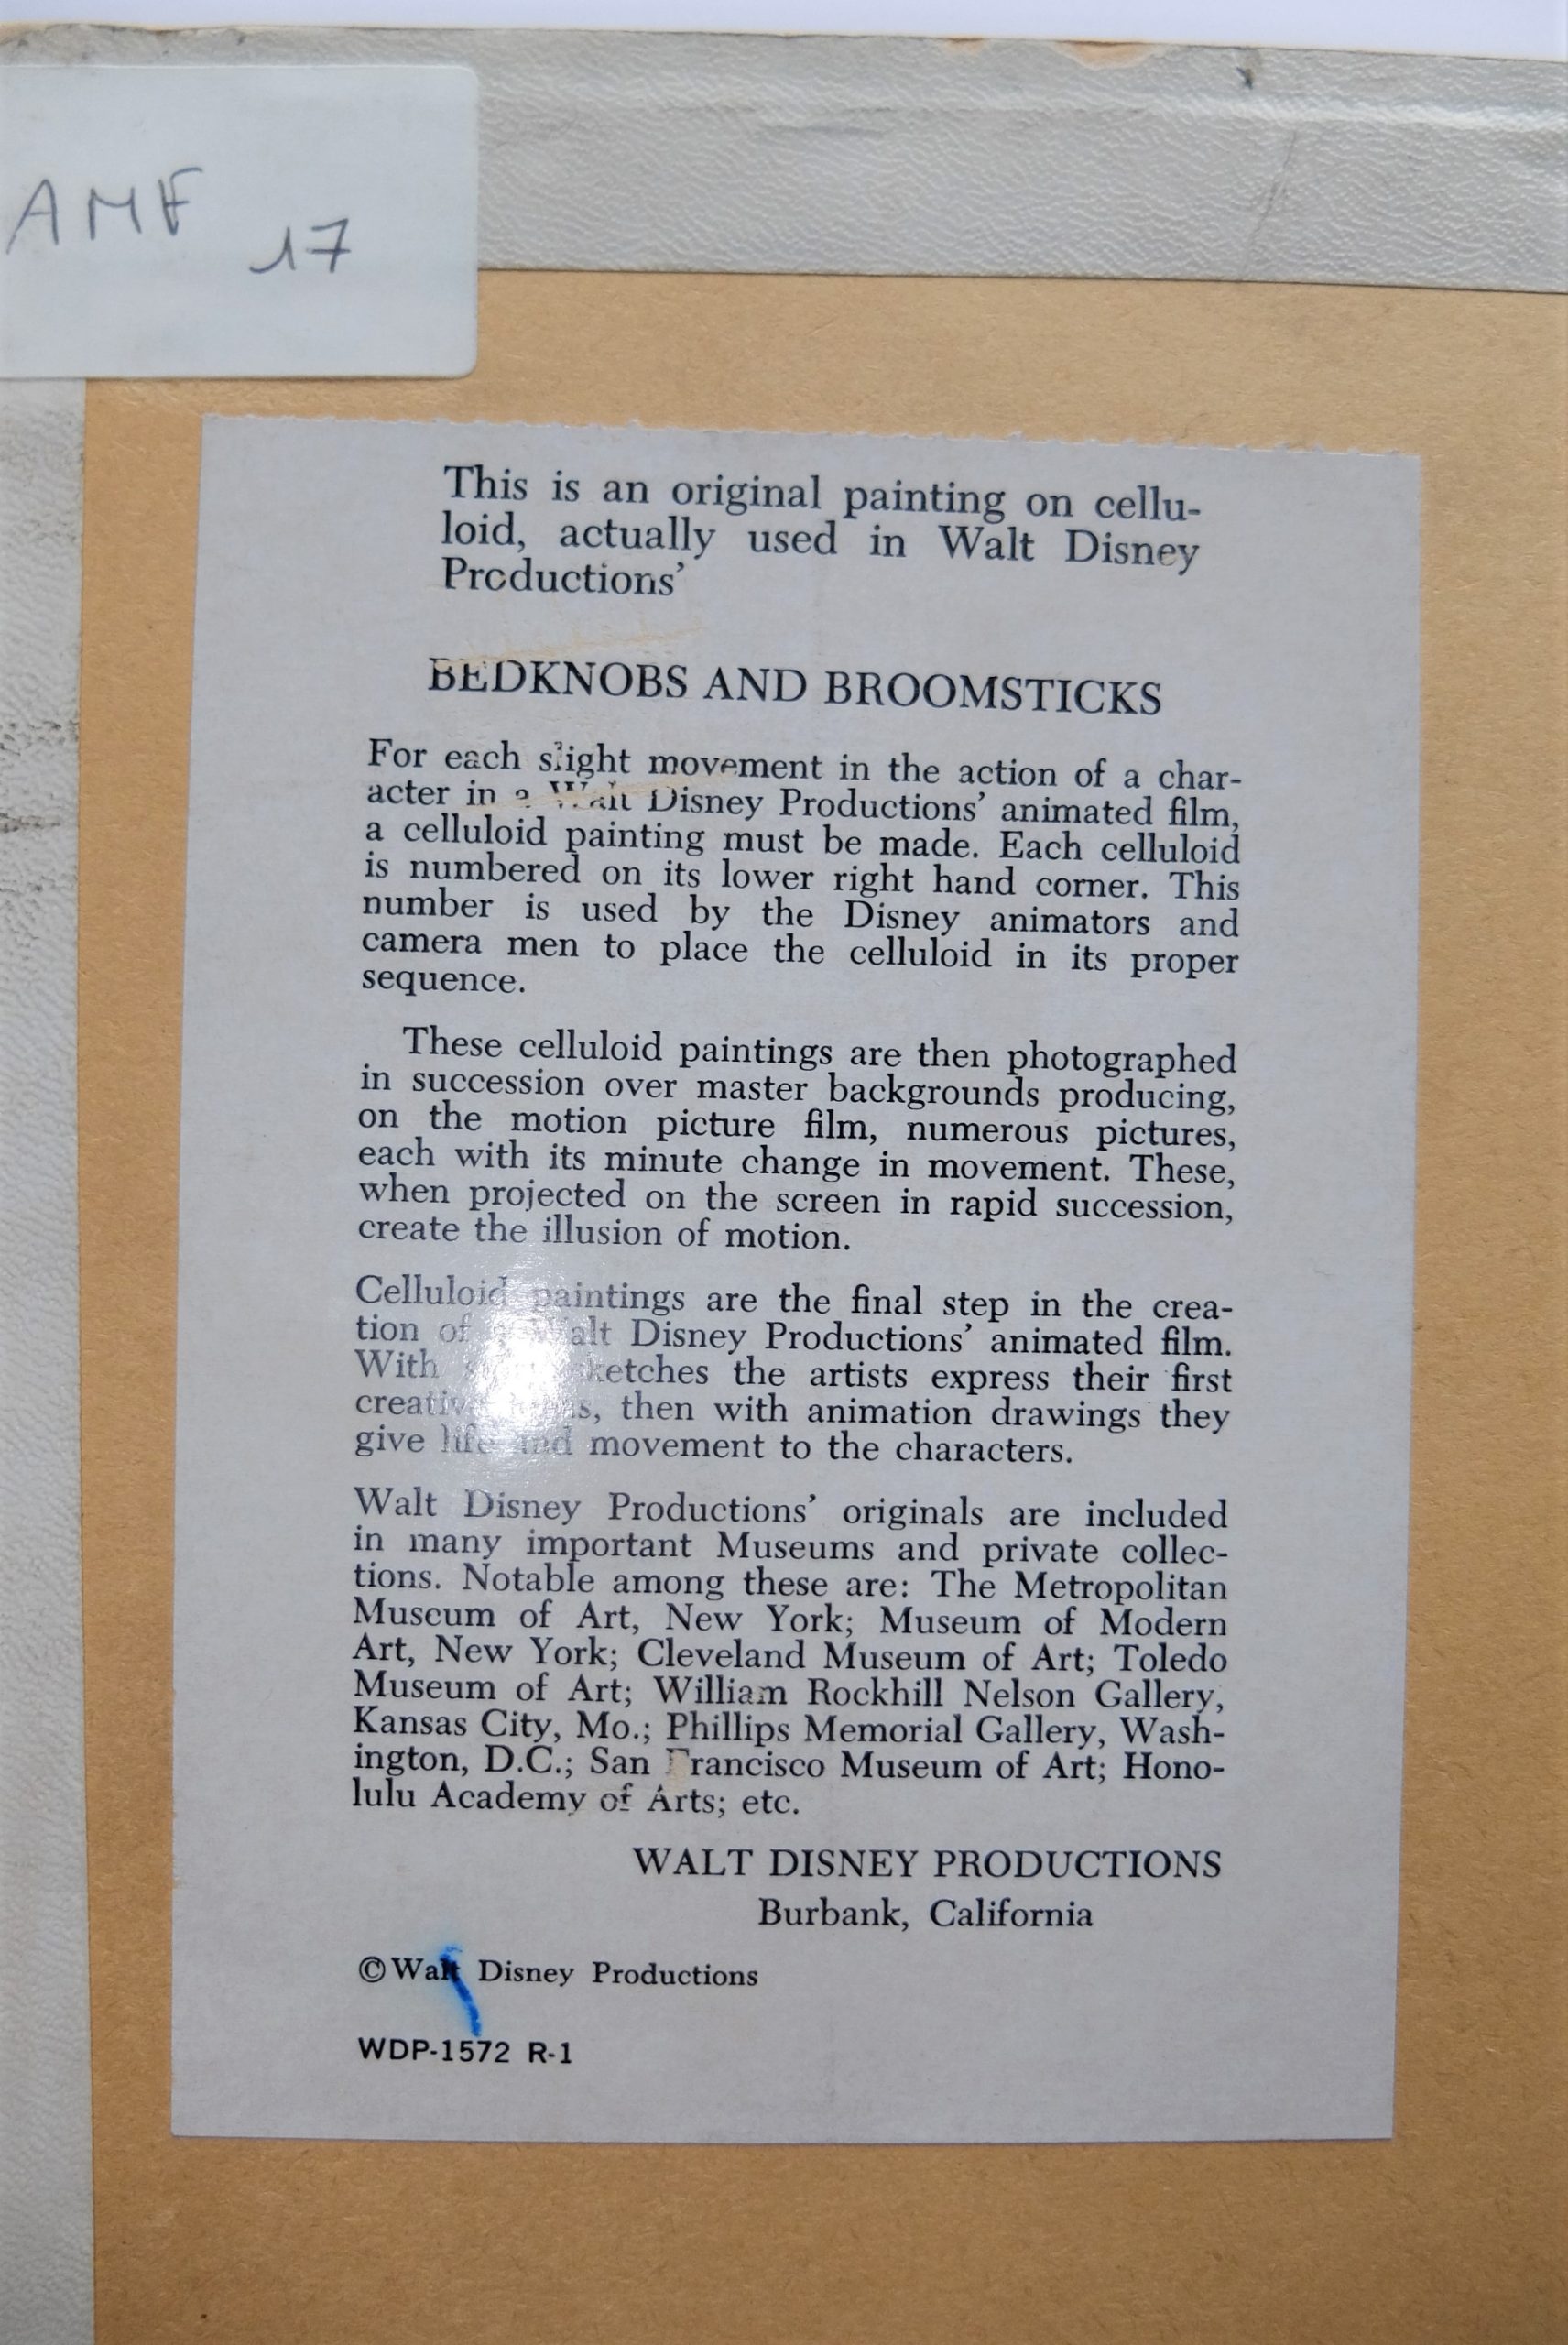 AMF
17
This is an original painting on cellu-
loid, actually used in Walt Disney
Productions'
BEDKNOBS AND BROOMSTICKS
For each slight movement in the action of a char-
acter in a Walt Disney Productions' animated film,
a celluloid painting must be made. Each celluloid
is numbered on its lower right hand corner. This
number is used by the Disney animators and
camera men to place the celluloid in its proper
sequence.
These celluloid paintings are then photographed
in succession over master backgrounds producing,
on the motion picture film, numerous pictures,
each with its minute change in movement. These,
when projected on the screen in rapid succession,
create the illusion of motion.
Celluloid paintings are the final step in the crea-
tion of a Walt Disney Productions' animated film.
With sketches the artists express their first
creative then with animation drawings they
give life and movement to the characters.
Walt Disney Productions' originals are included
in many important Museums and private collec-
tions. Notable among these are: The Metropolitan
Museum of Art, New York; Museum of Modern
Art, New York; Cleveland Museum of Art; Toledo
Museum of Art; William Rockhill Nelson Gallery,
Kansas City, Mo.; Phillips Memorial Gallery, Wash-
ington, D.C.; San Francisco Museum of Art; Hono-
lulu Academy of Arts; etc.
WALT DISNEY PRODUCTIONS
Burbank, California
© Walt Disney Productions
WDP-1572 R-1